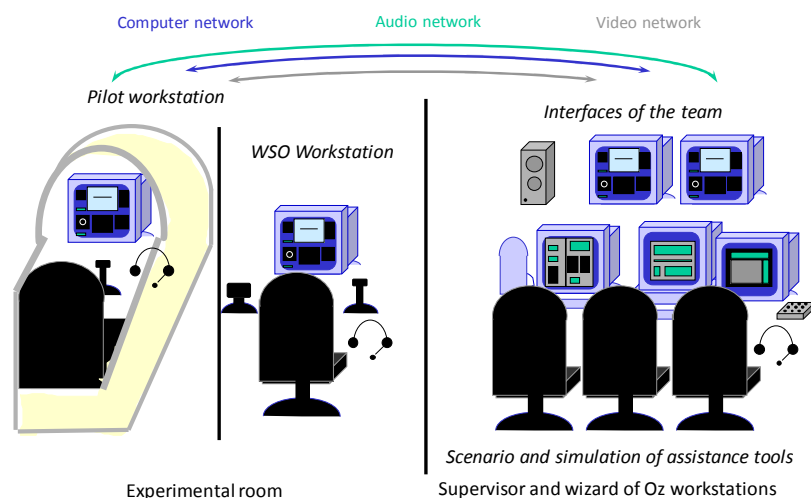 Computer network
Audio network
Video network
Pilot workstation
Interfaces of the team
WSO Workstation
Scenario and simulation of assistance tools
Experimental room
Supervisor and wizard of Oz workstations